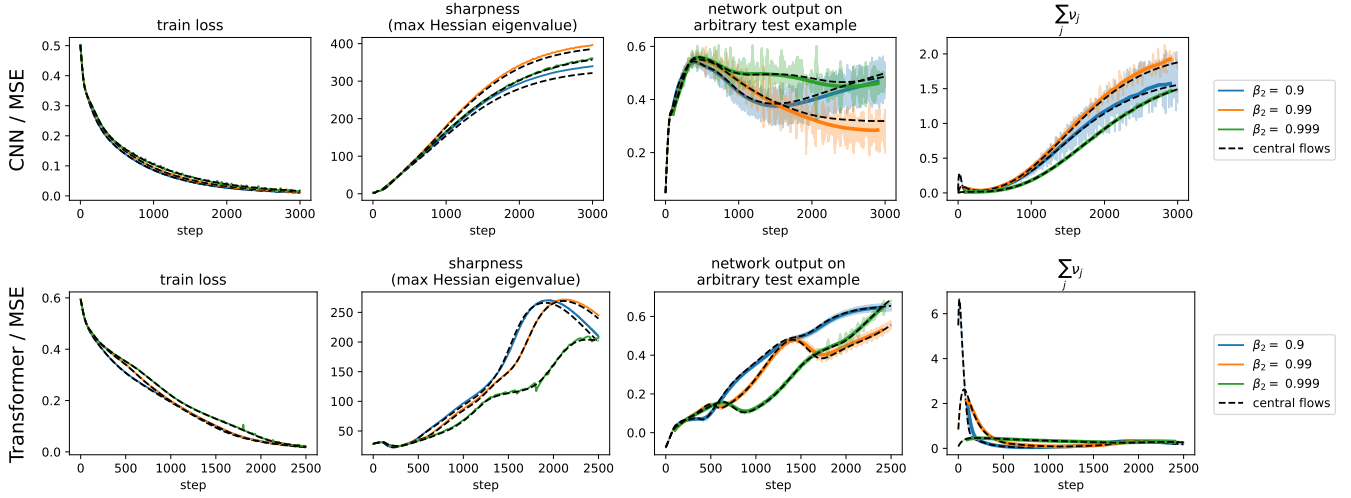 CNN / MSE
train loss
0.5
0.4
0.3
0.2
0.1
0.0
0 1000 2000 3000
step
sharpness
(max Hessian eigenvalue)
400
300
200
100
0
0 1000 2000 3000
step
network output on
arbitrary test example
0.6
0.4
0.2
0 1000 2000 3000
step
∑ νj
j
2.0
1.5
1.0
0.5
0.0
0 1000 2000 3000
step
β2 = 0.9
β2 = 0.99
β2 = 0.999
central flows
Transformer / MSE
train loss
0.6
0.4
0.2
0.0
0 500 1000 1500 2000 2500
step
sharpness
(max Hessian eigenvalue)
250
200
150
100
50
0 500 1000 1500 2000 2500
step
network output on
arbitrary test example
0.6
0.4
0.2
0.0
0 500 1000 1500 2000 2500
step
∑ νj
j
6
4
2
0
0 500 1000 1500 2000 2500
step
β2 = 0.9
β2 = 0.99
β2 = 0.999
central flows